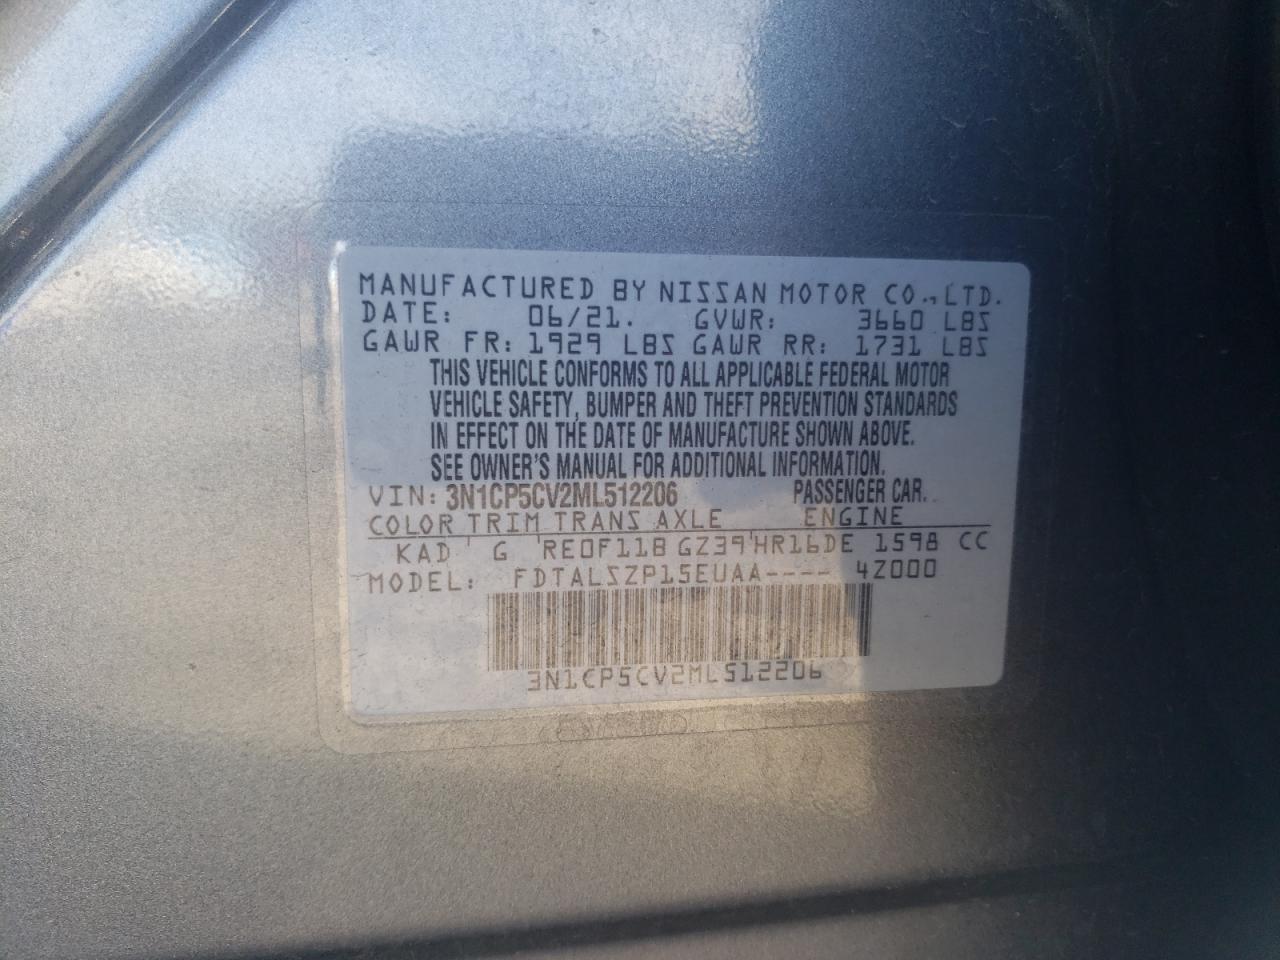 MANUFACTURED BY NISSAN MOTOR CO., LTD.
DATE: 06/21. GVWR: 3660 LBS
GAWR FR: 1929 LBS GAWR RR: 1731 LBS
THIS VEHICLE CONFORMS TO ALL APPLICABLE FEDERAL MOTOR
VEHICLE SAFETY, BUMPER AND THEFT PREVENTION STANDARDS
IN EFFECT ON THE DATE OF MANUFACTURE SHOWN ABOVE.
SEE OWNER'S MANUAL FOR ADDITIONAL INFORMATION.
VIN: 3N1CP5CV2ML512206 PASSENGER CAR.
COLOR TRIM TRANS AXLE ENGINE
KAD G RE0F11B GZ39 HR16DE 1598 CC
MODEL: FDTALSZP15EUAA---- 4Z000
3N1CP5CV2ML512206